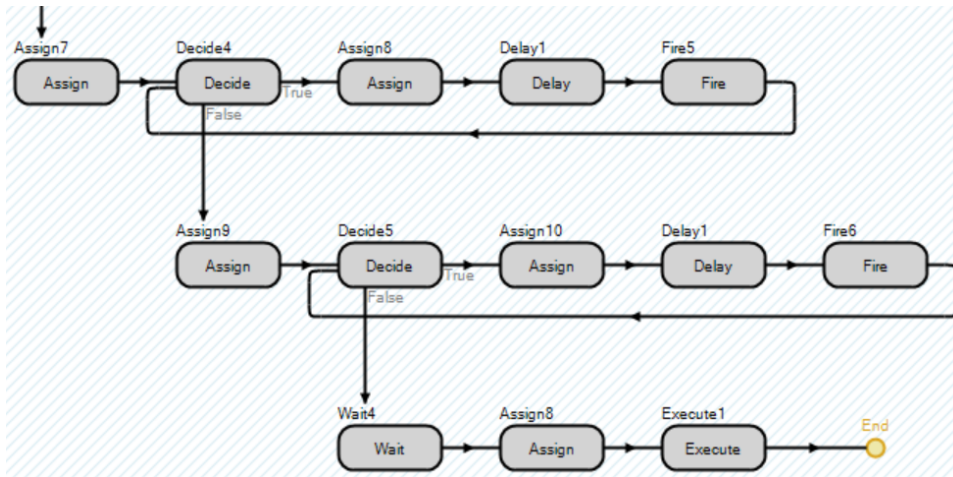 Assign7 Decide4 Assign8 Delay1 Fire5
Assign Decide Assign Delay Fire
True
False
Assign9 Decide5 Assign10 Delay1 Fire6
Assign Decide Assign Delay Fire
True
False
Wait4 Assign8 Execute1 End
Wait Assign Execute